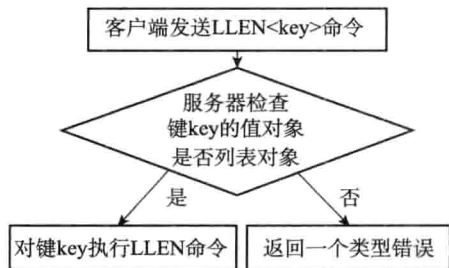 客户端发送LLEN<key>命令
服务器检查
键key的值对象
是否列表对象
是
否
对键key执行LLEN命令
返回一个类型错误